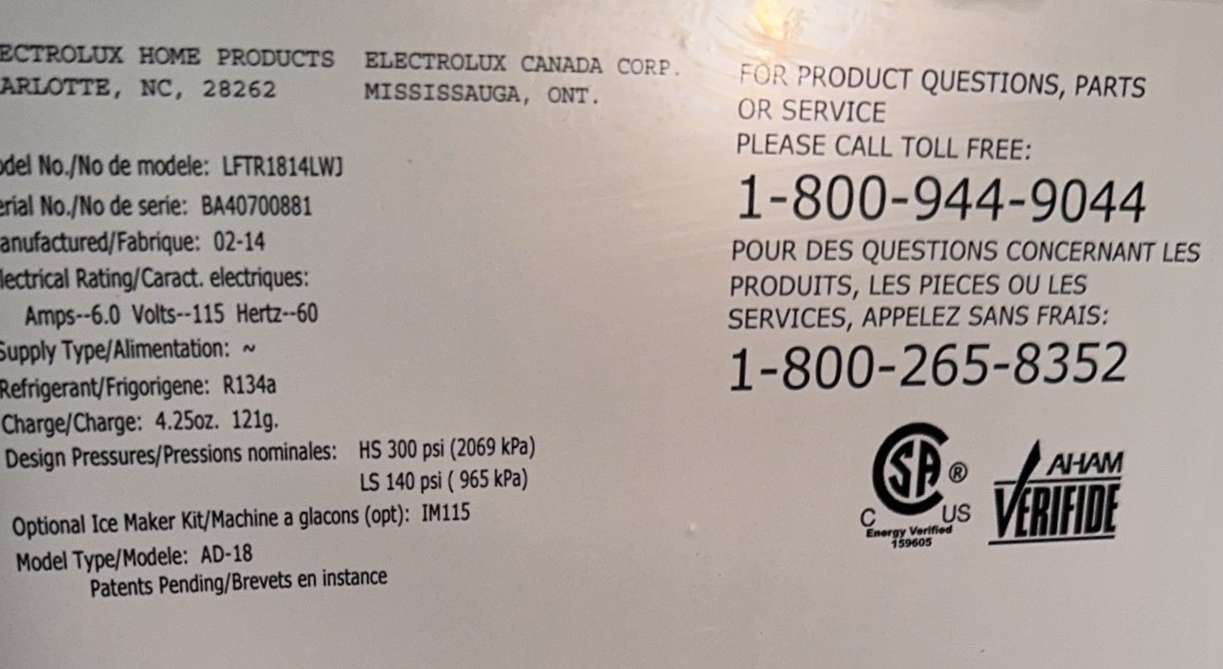 ECTROLUX HOME PRODUCTS
ARLOTTE, NC, 28262
ELECTROLUX CANADA CORP.
MISSISSAUGA, ONT.
odel No./No de modele: LFTR1814LWJ
erial No./No de serie: BA40700881
anufactured/Fabrique: 02-14
lectrical Rating/Caract. electriques:
Amps--6.0 Volts--115 Hertz--60
Supply Type/Alimentation: ~
Refrigerant/Frigorigene: R134a
Charge/Charge: 4.25oz. 121g.
Design Pressures/Pressions nominales: HS 300 psi (2069 kPa)
LS 140 psi ( 965 kPa)
Optional Ice Maker Kit/Machine a glacons (opt): IM115
Model Type/Modele: AD-18
Patents Pending/Brevets en instance
FOR PRODUCT QUESTIONS, PARTS
OR SERVICE
PLEASE CALL TOLL FREE:
1-800-944-9044
POUR DES QUESTIONS CONCERNANT LES
PRODUITS, LES PIECES OU LES
SERVICES, APPELEZ SANS FRAIS:
1-800-265-8352
CSA ®
C US
Energy Verified
159605
AHAM
VERIFIDE